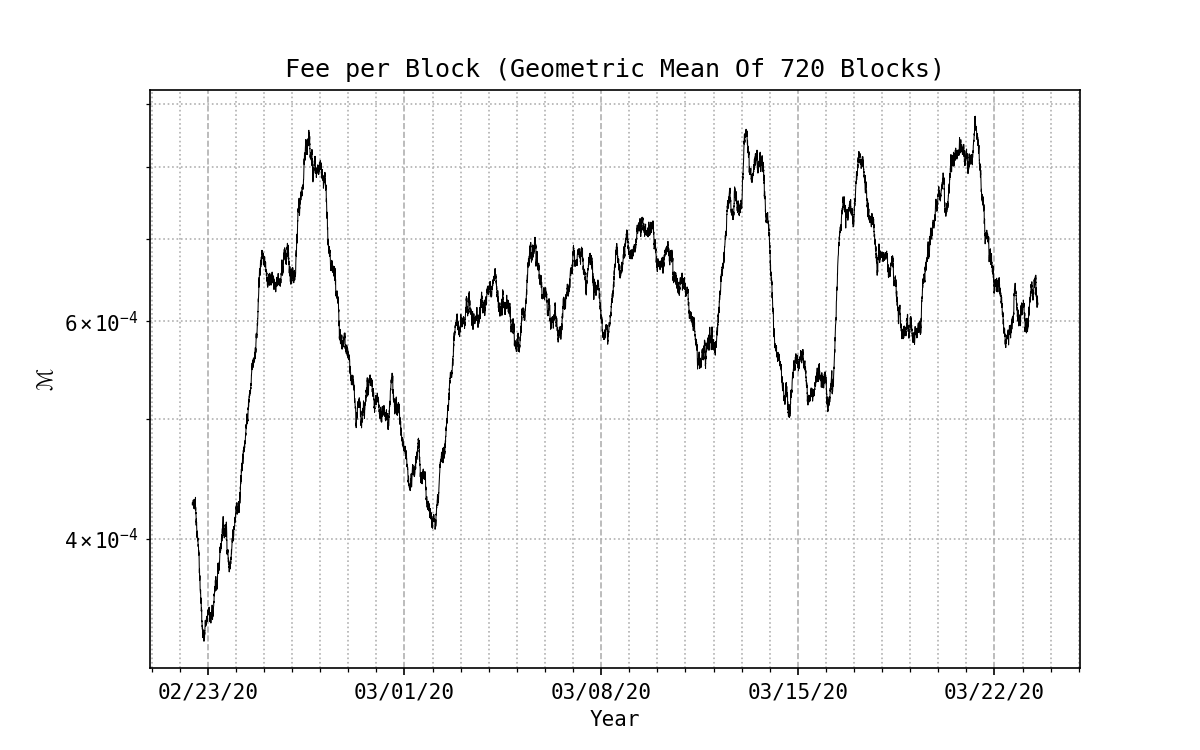 Fee per Block (Geometric Mean Of 720 Blocks)
ℳ
6×10⁻⁴
4×10⁻⁴
02/23/20 03/01/20 03/08/20 03/15/20 03/22/20
Year